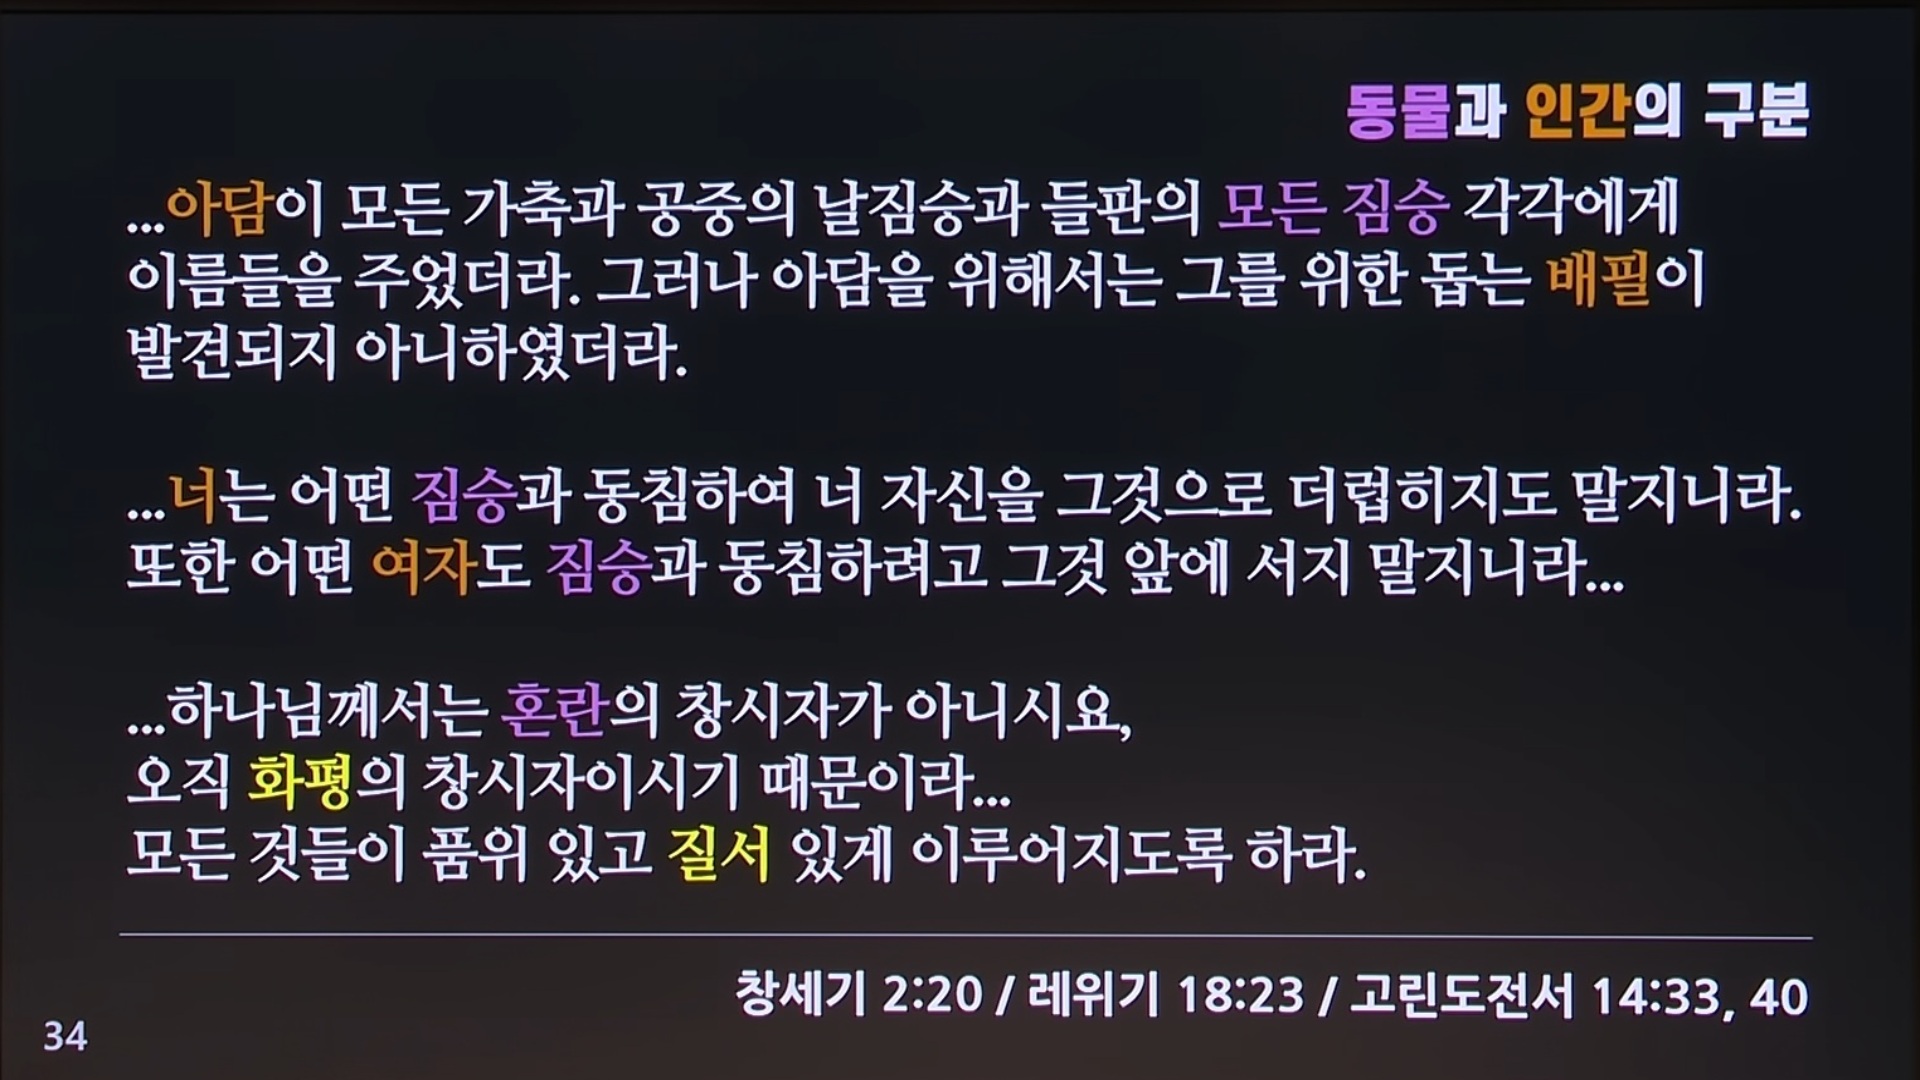 동물과 인간의 구분
...아담이 모든 가축과 공중의 날짐승과 들판의 모든 짐승 각각에게
이름들을 주었더라. 그러나 아담을 위해서는 그를 위한 돕는 배필이
발견되지 아니하였더라.
...너는 어떤 짐승과 동침하여 너 자신을 그것으로 더럽히지도 말지니라.
또한 어떤 여자도 짐승과 동침하려고 그것 앞에 서지 말지니라...
...하나님께서는 혼란의 창시자가 아니시요,
오직 화평의 창시자이시기 때문이라...
모든 것들이 품위 있고 질서 있게 이루어지도록 하라.
창세기 2:20 / 레위기 18:23 / 고린도전서 14:33, 40
34